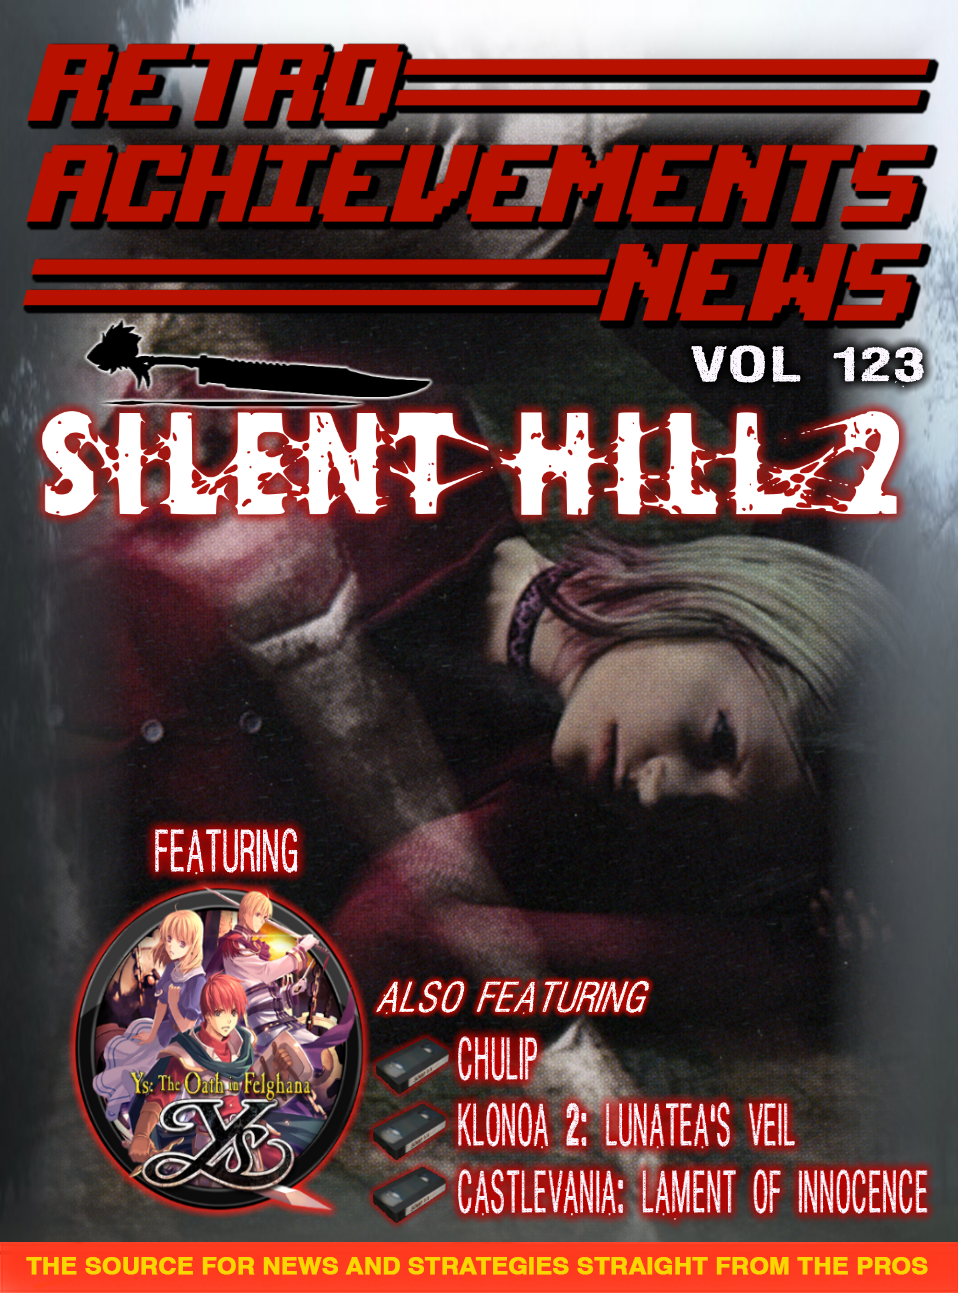 RETRO
ACHIEVEMENTS
NEWS
VOL 123
SILENT HILL 2
FEATURING
Ys: The Oath in Felghana
Ys
ALSO FEATURING
CHULIP
KLONOA 2: LUNATEA'S VEIL
CASTLEVANIA: LAMENT OF INNOCENCE
THE SOURCE FOR NEWS AND STRATEGIES STRAIGHT FROM THE PROS